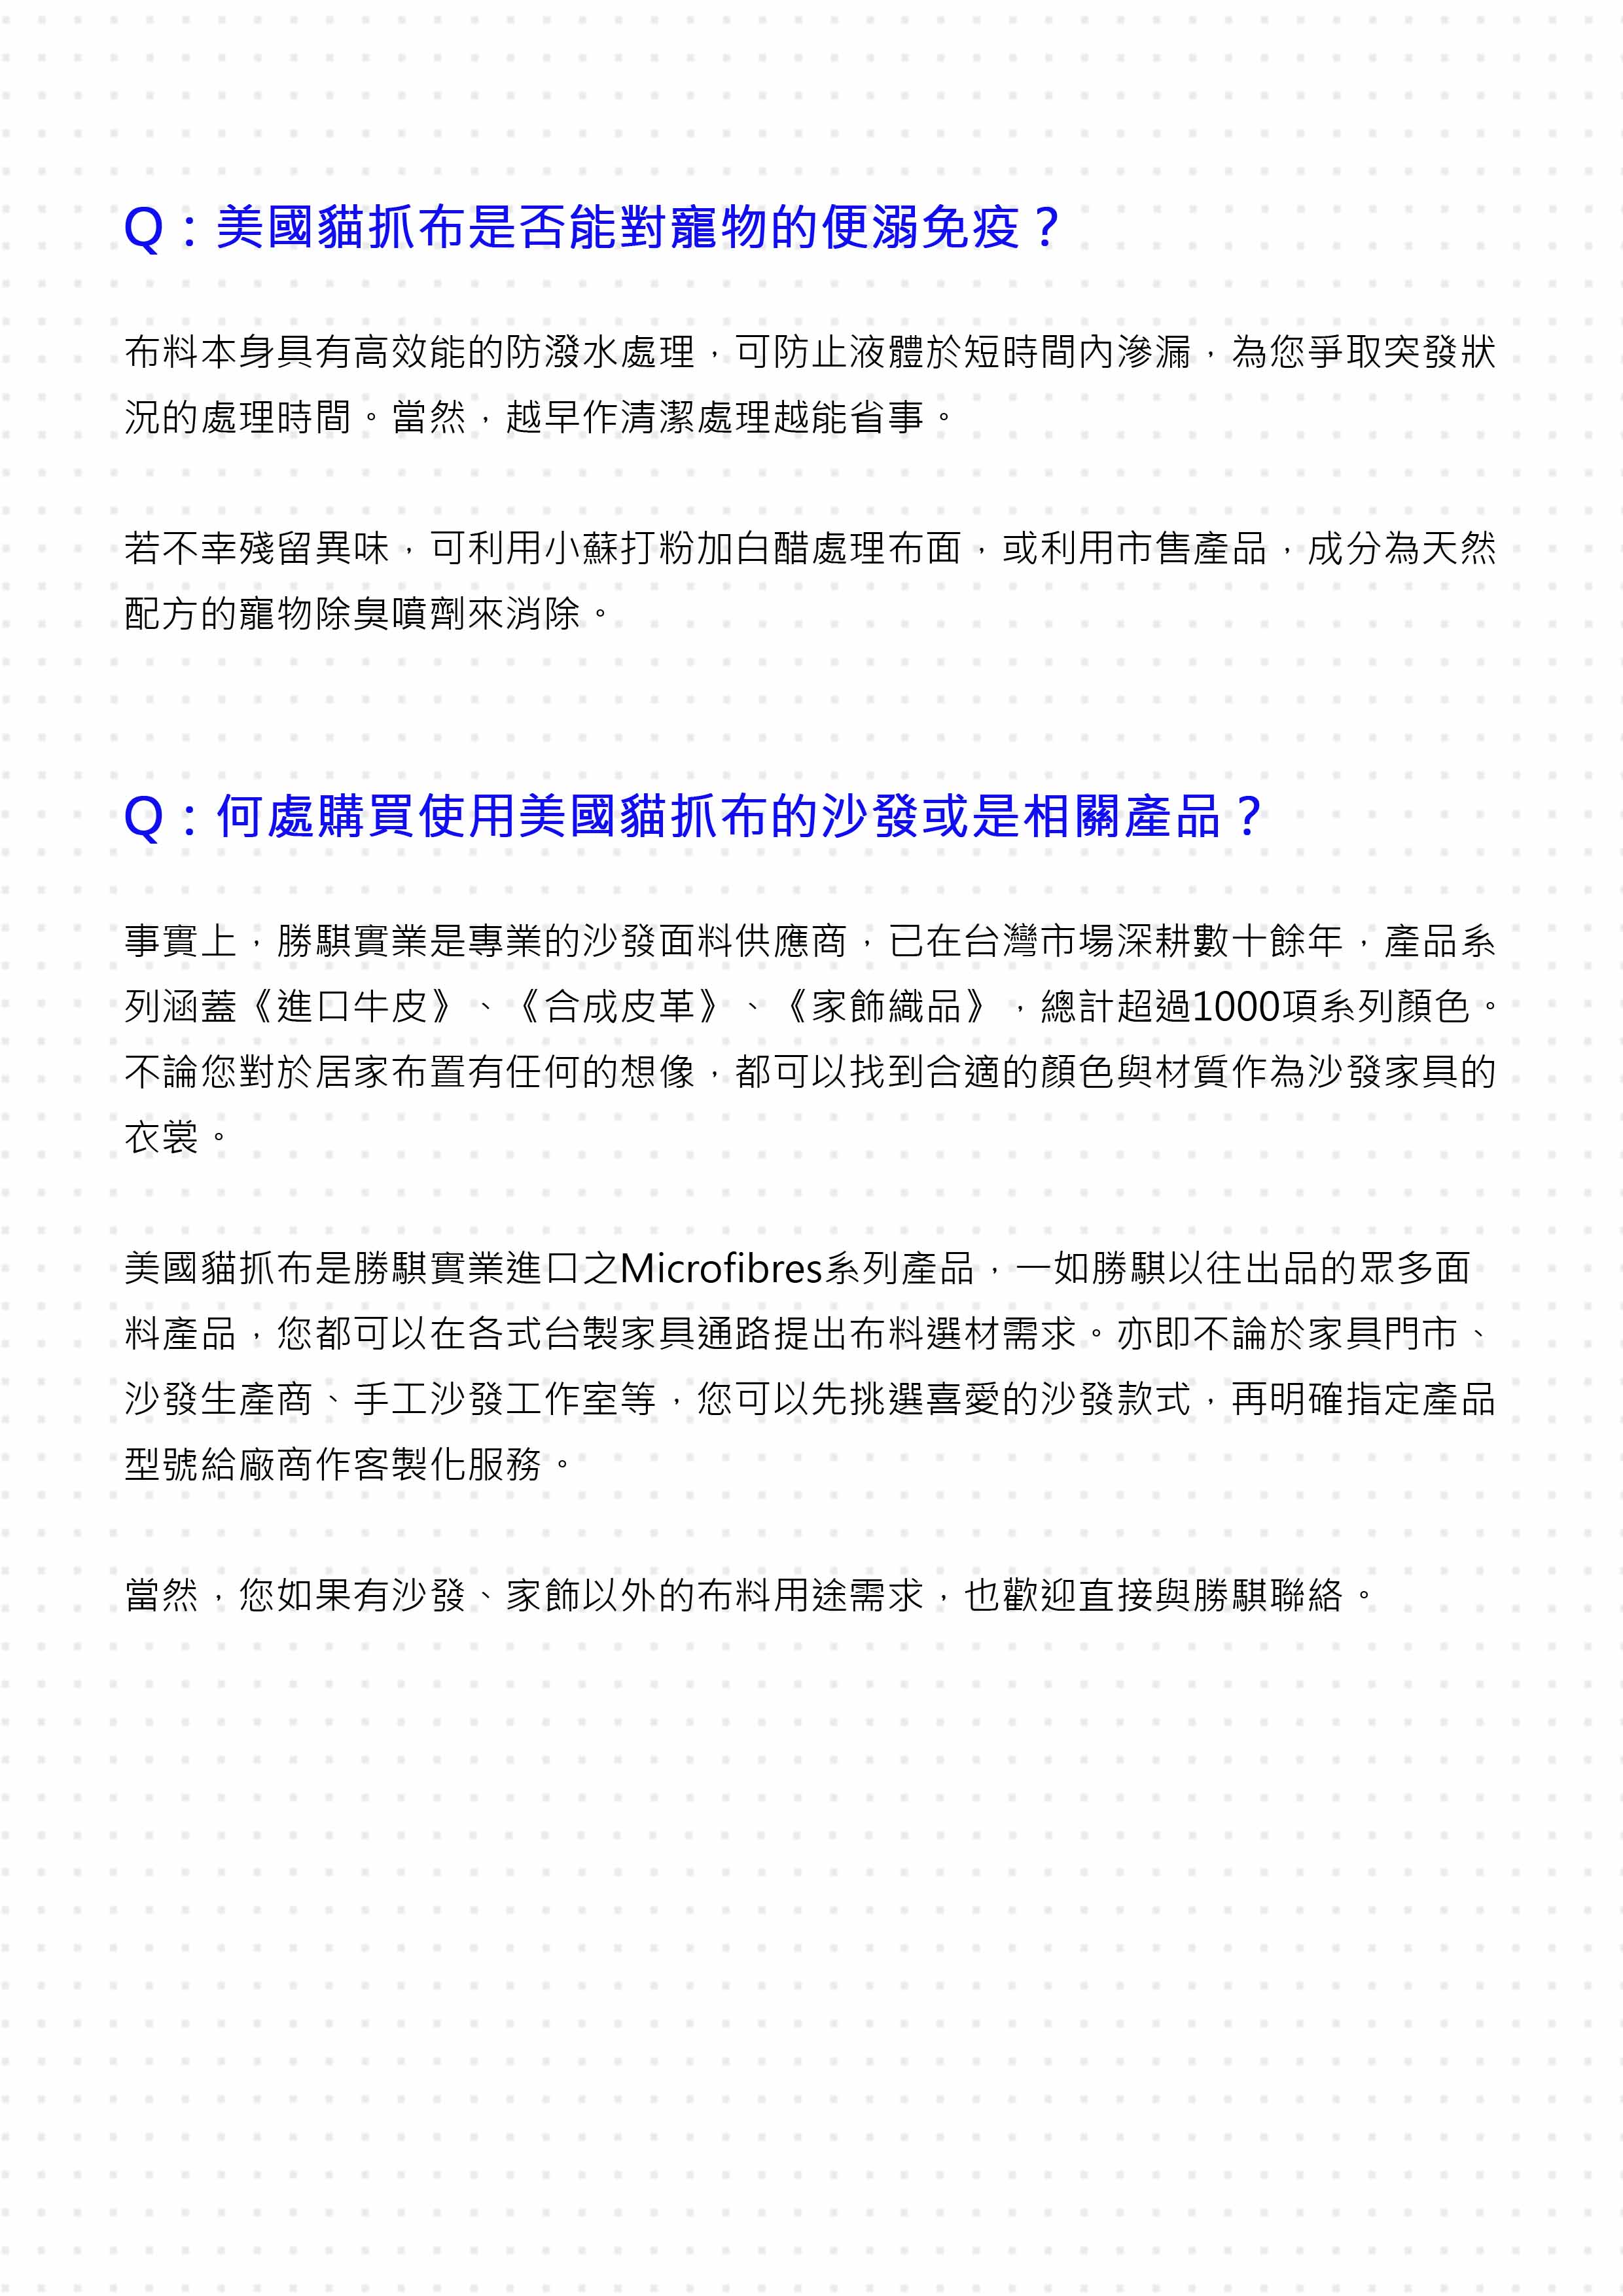 Q：美國貓抓布是否能對寵物的便溺免疫？
布料本身具有高效能的防潑水處理，可防止液體於短時間內滲漏，為您爭取突發狀
況的處理時間。當然，越早作清潔處理越能省事。
若不幸殘留異味，可利用小蘇打粉加白醋處理布面，或利用市售產品，成分為天然
配方的寵物除臭噴劑來消除。
Q：何處購買使用美國貓抓布的沙發或是相關產品？
事實上，勝騏實業是專業的沙發面料供應商，已在台灣市場深耕數十餘年，產品系
列涵蓋《進口牛皮》、《合成皮革》、《家飾織品》，總計超過1000項系列顏色。
不論您對於居家布置有任何的想像，都可以找到合適的顏色與材質作為沙發家具的
衣裳。
美國貓抓布是勝騏實業進口之Microfibres系列產品，一如勝騏以往出品的眾多面
料產品，您都可以在各式台製家具通路提出布料選材需求。亦即不論於家具門市、
沙發生產商、手工沙發工作室等，您可以先挑選喜愛的沙發款式，再明確指定產品
型號給廠商作客製化服務。
當然，您如果有沙發、家飾以外的布料用途需求，也歡迎直接與勝騏聯絡。